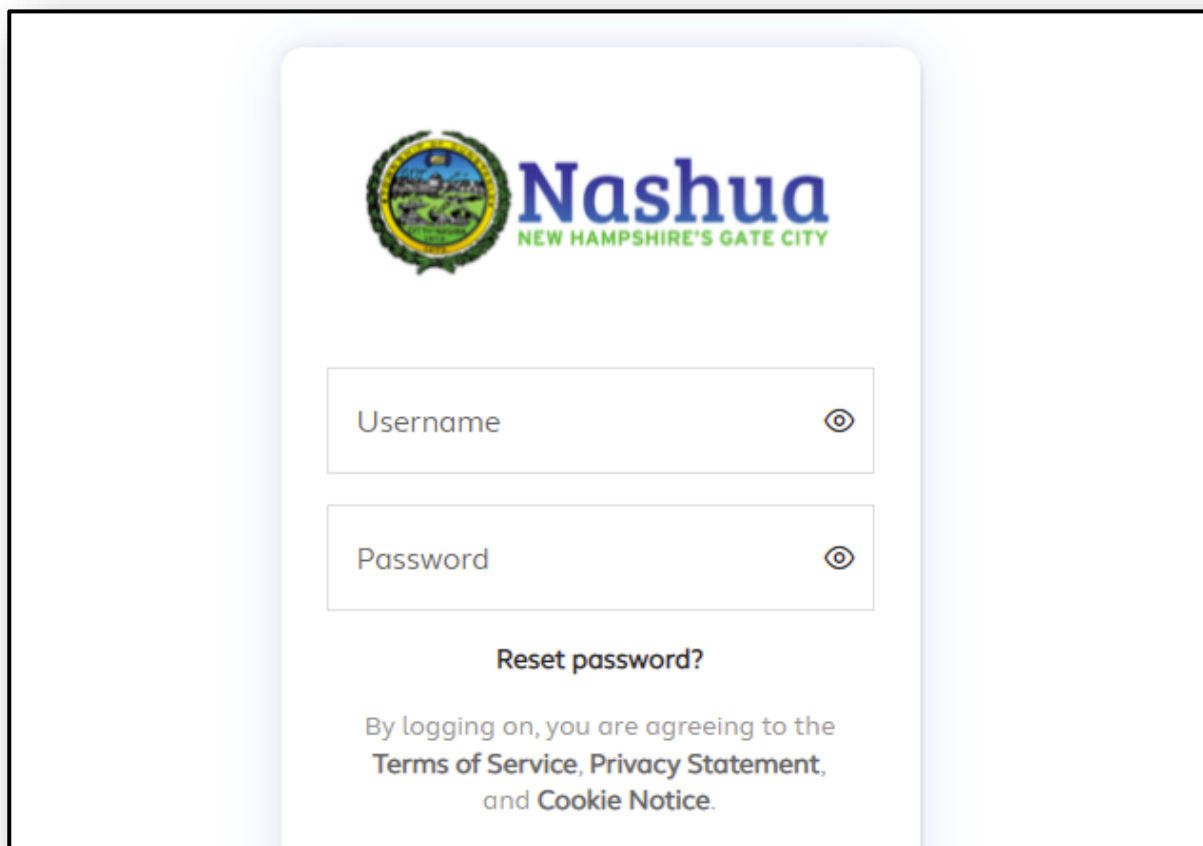 Nashua
NEW HAMPSHIRE'S GATE CITY
Username
Password
Reset password?
By logging on, you are agreeing to the
Terms of Service, Privacy Statement,
and Cookie Notice.